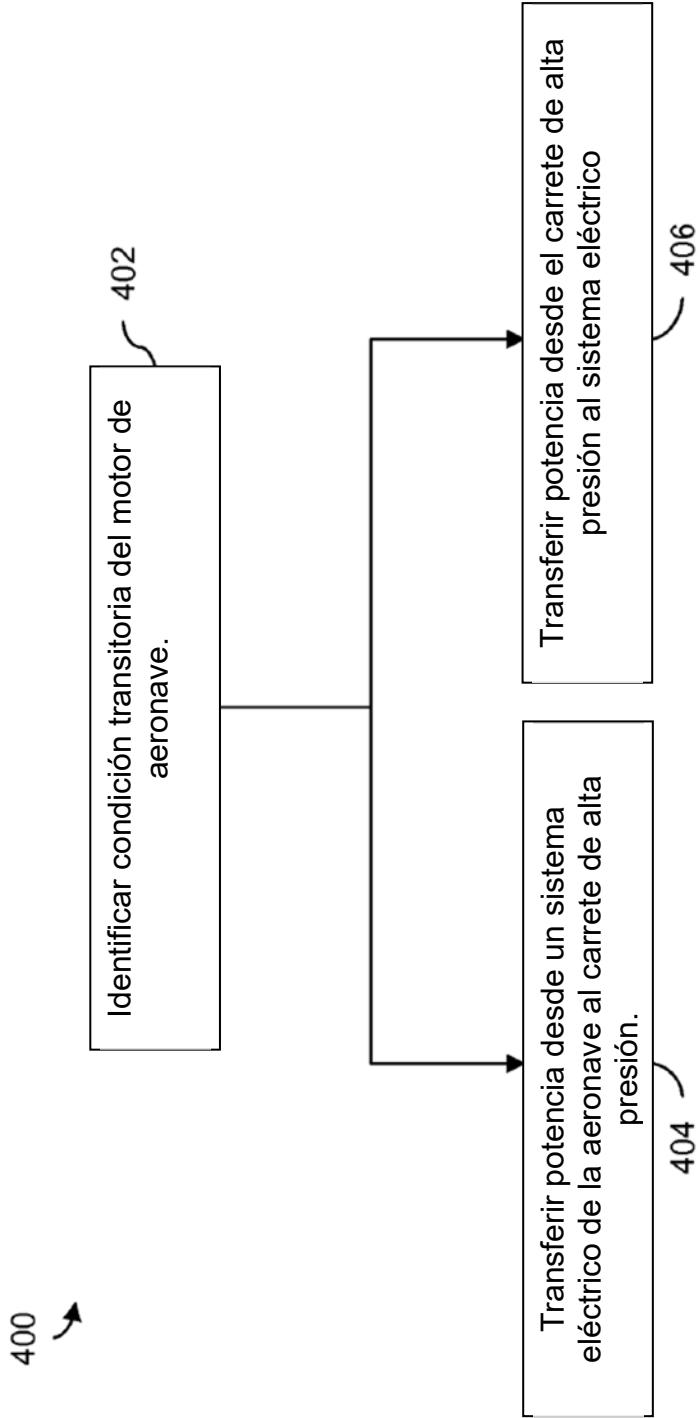 400
402
Identificar condición transitoria del motor de
aeronave.
Transferir potencia desde un sistema
eléctrico de la aeronave al carrete de alta
presión.
404
Transferir potencia desde el carrete de alta
presión al sistema eléctrico
406